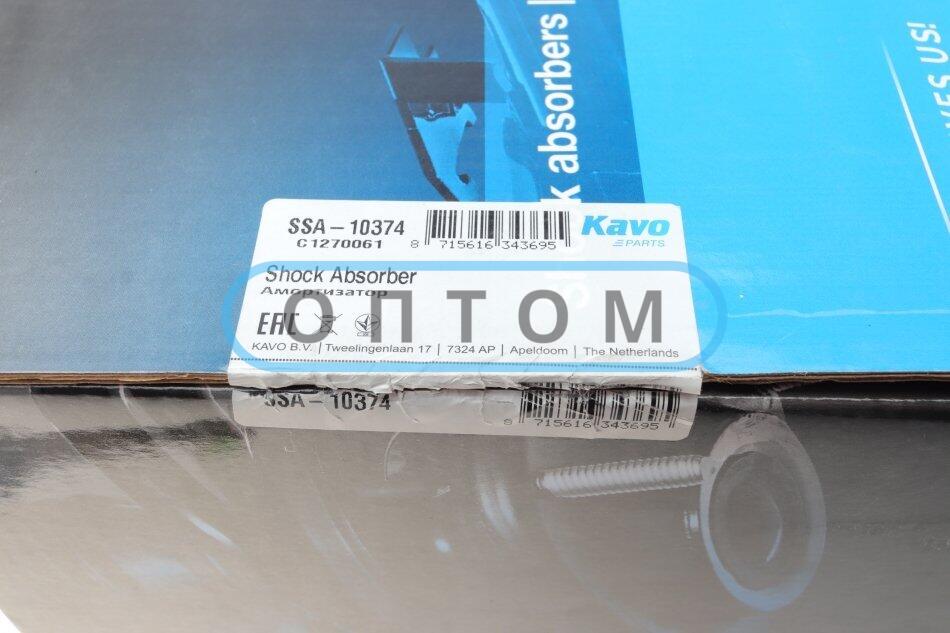 absorbers |
ES US!
SSA-10374
C1270061
8 715616 343695
Kavo
PARTS
Shock Absorber
Амортизатор
ОПТОМ
EAC
KAVO B.V. | Tweelingenlaan 17 | 7324 AP | Apeldoorn | The Netherlands
SSA-10374
8 715616 343695